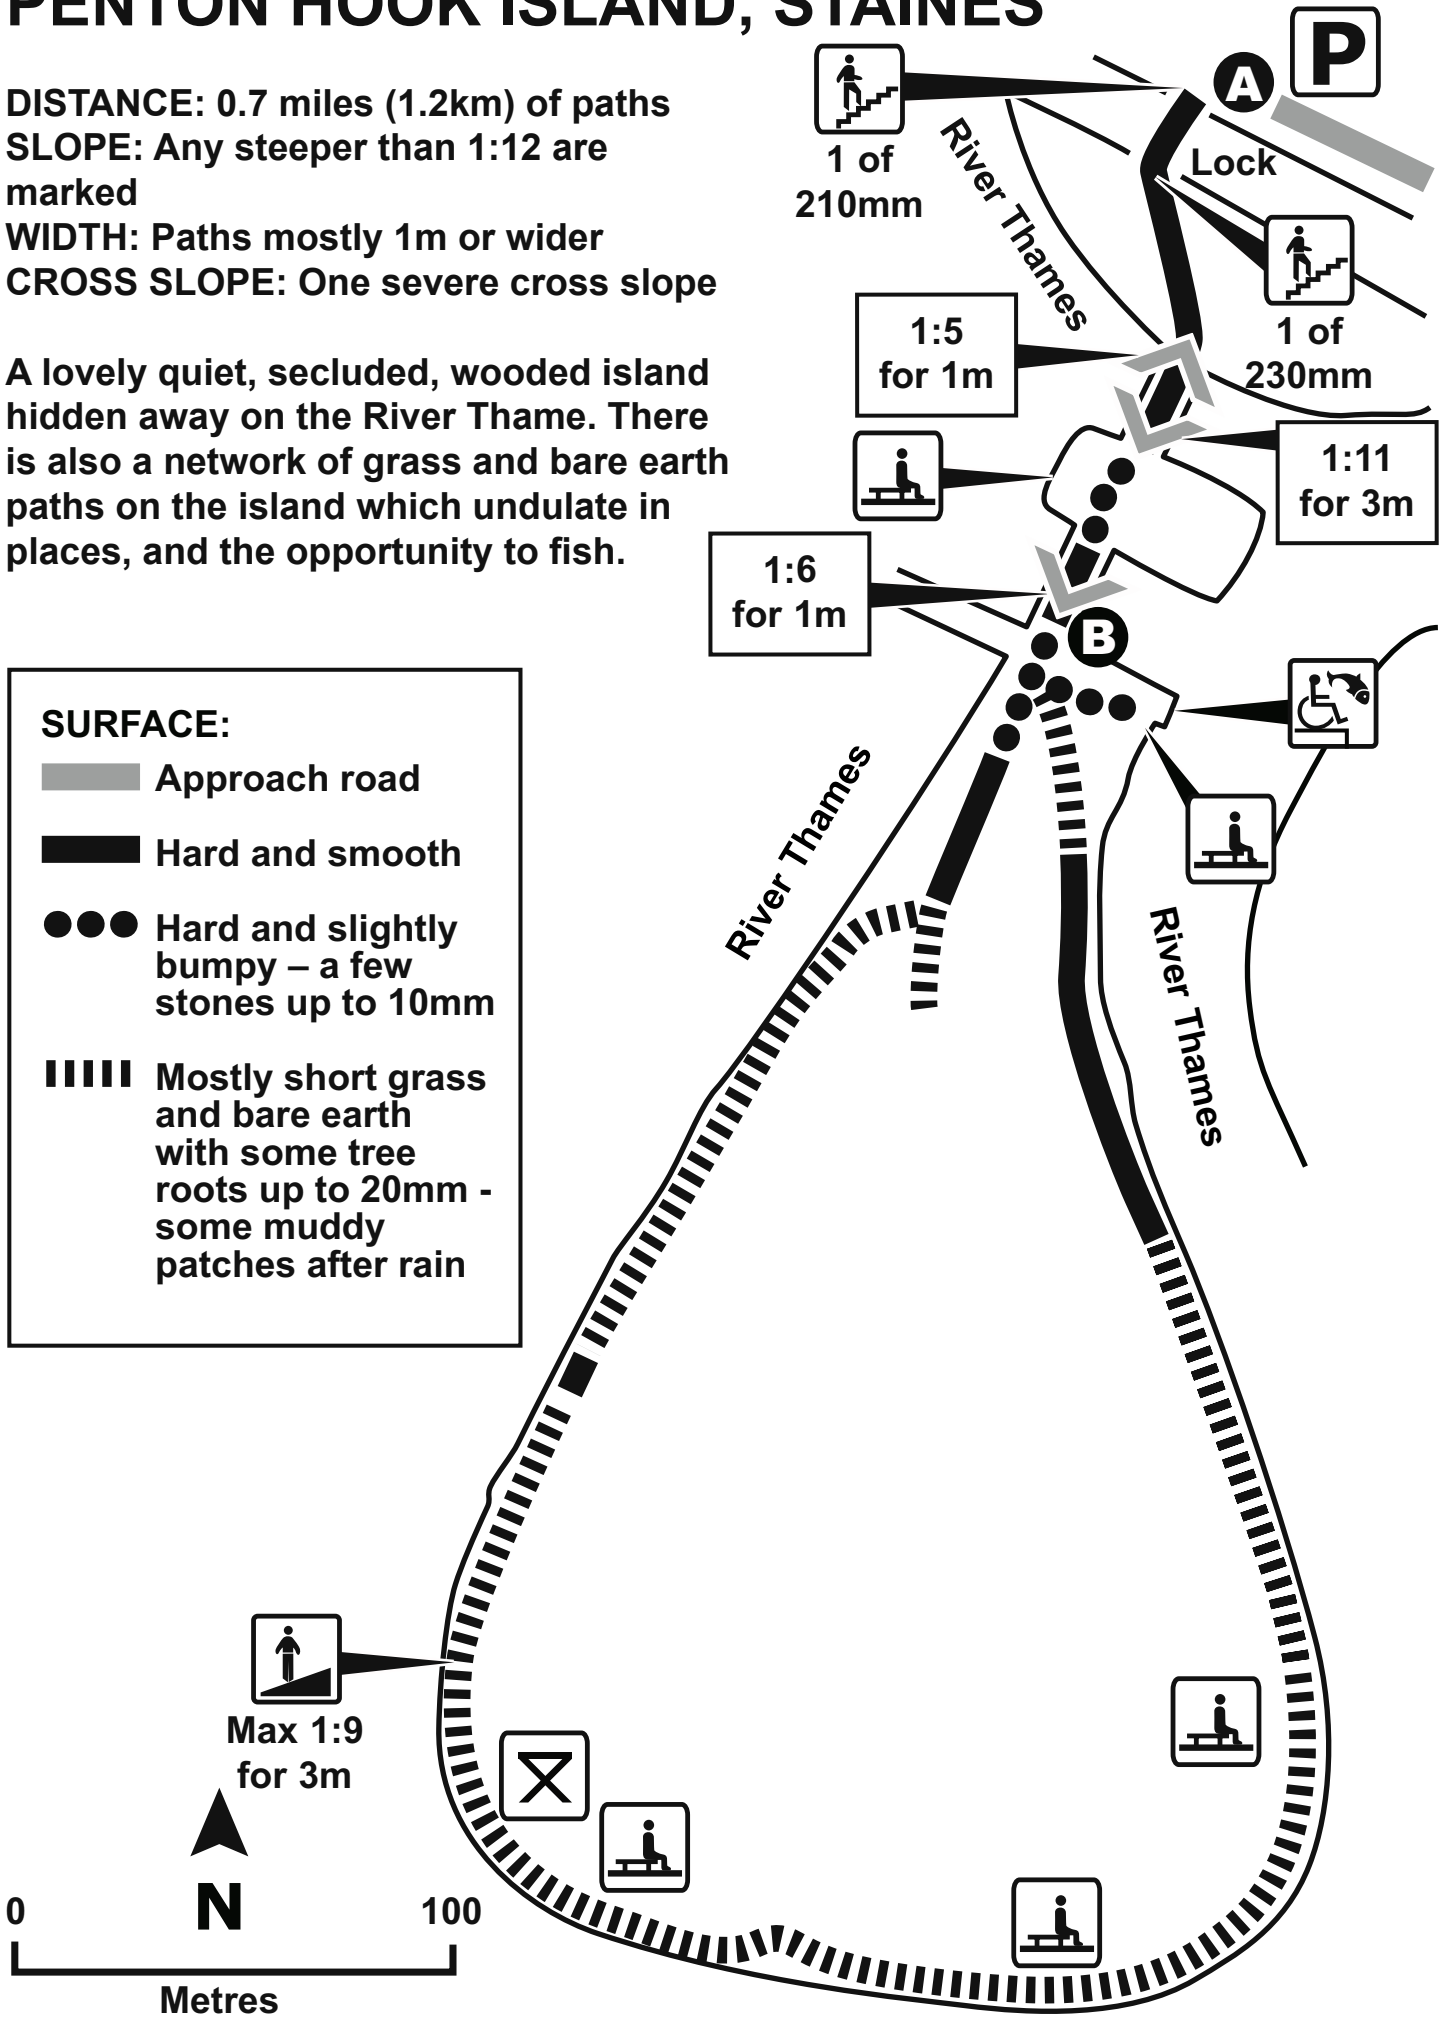 PENTON HOOK ISLAND, STAINES
DISTANCE: 0.7 miles (1.2km) of paths
SLOPE: Any steeper than 1:12 are
marked
WIDTH: Paths mostly 1m or wider
CROSS SLOPE: One severe cross slope
A lovely quiet, secluded, wooded island
hidden away on the River Thame. There
is also a network of grass and bare earth
paths on the island which undulate in
places, and the opportunity to fish.
P
A
1 of
210mm
River Thames
Lock
1 of
230mm
1:5
for 1m
1:11
for 3m
1:6
for 1m
B
SURFACE:
Approach road
Hard and smooth
Hard and slightly
bumpy – a few
stones up to 10mm
Mostly short grass
and bare earth
with some tree
roots up to 20mm -
some muddy
patches after rain
River Thames
River Thames
Max 1:9
for 3m
N
0 100
Metres